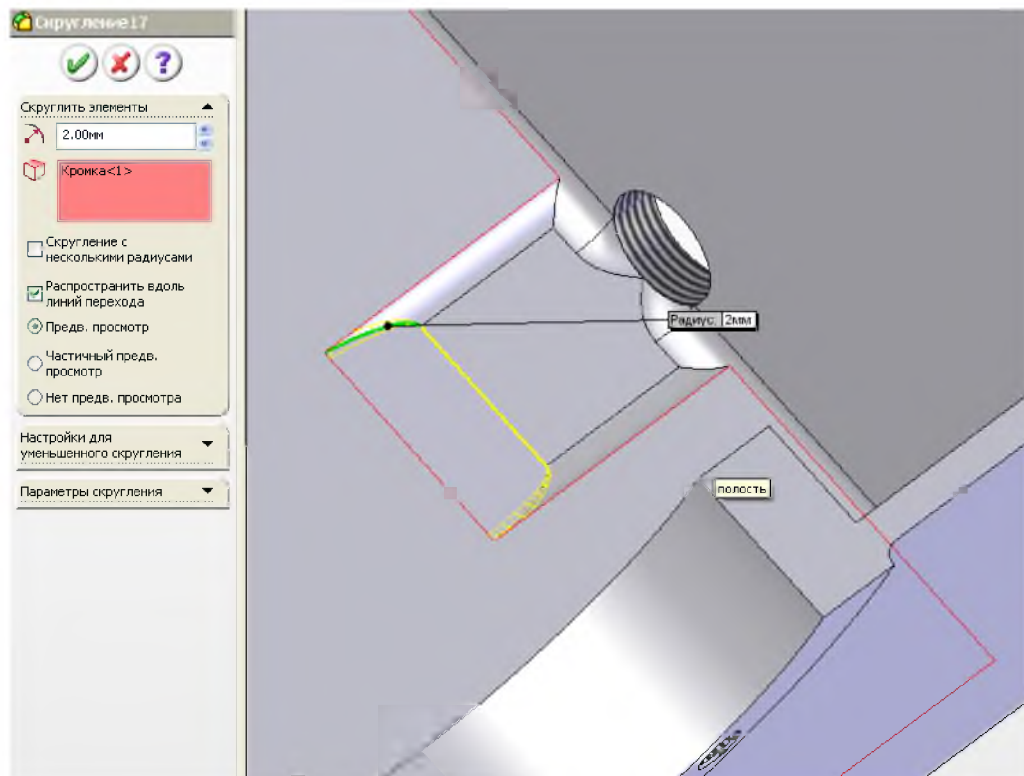 Скругление17
?
Скруглить элементы
2.00мм
Кромка<1>
Скругление с
несколькими радиусами
Распространить вдоль
линий перехода
Предв. просмотр
Частичный предв.
просмотр
Нет предв. просмотра
Настройки для
уменьшенного скругления
Параметры скругления
Радиус: 2мм
полость